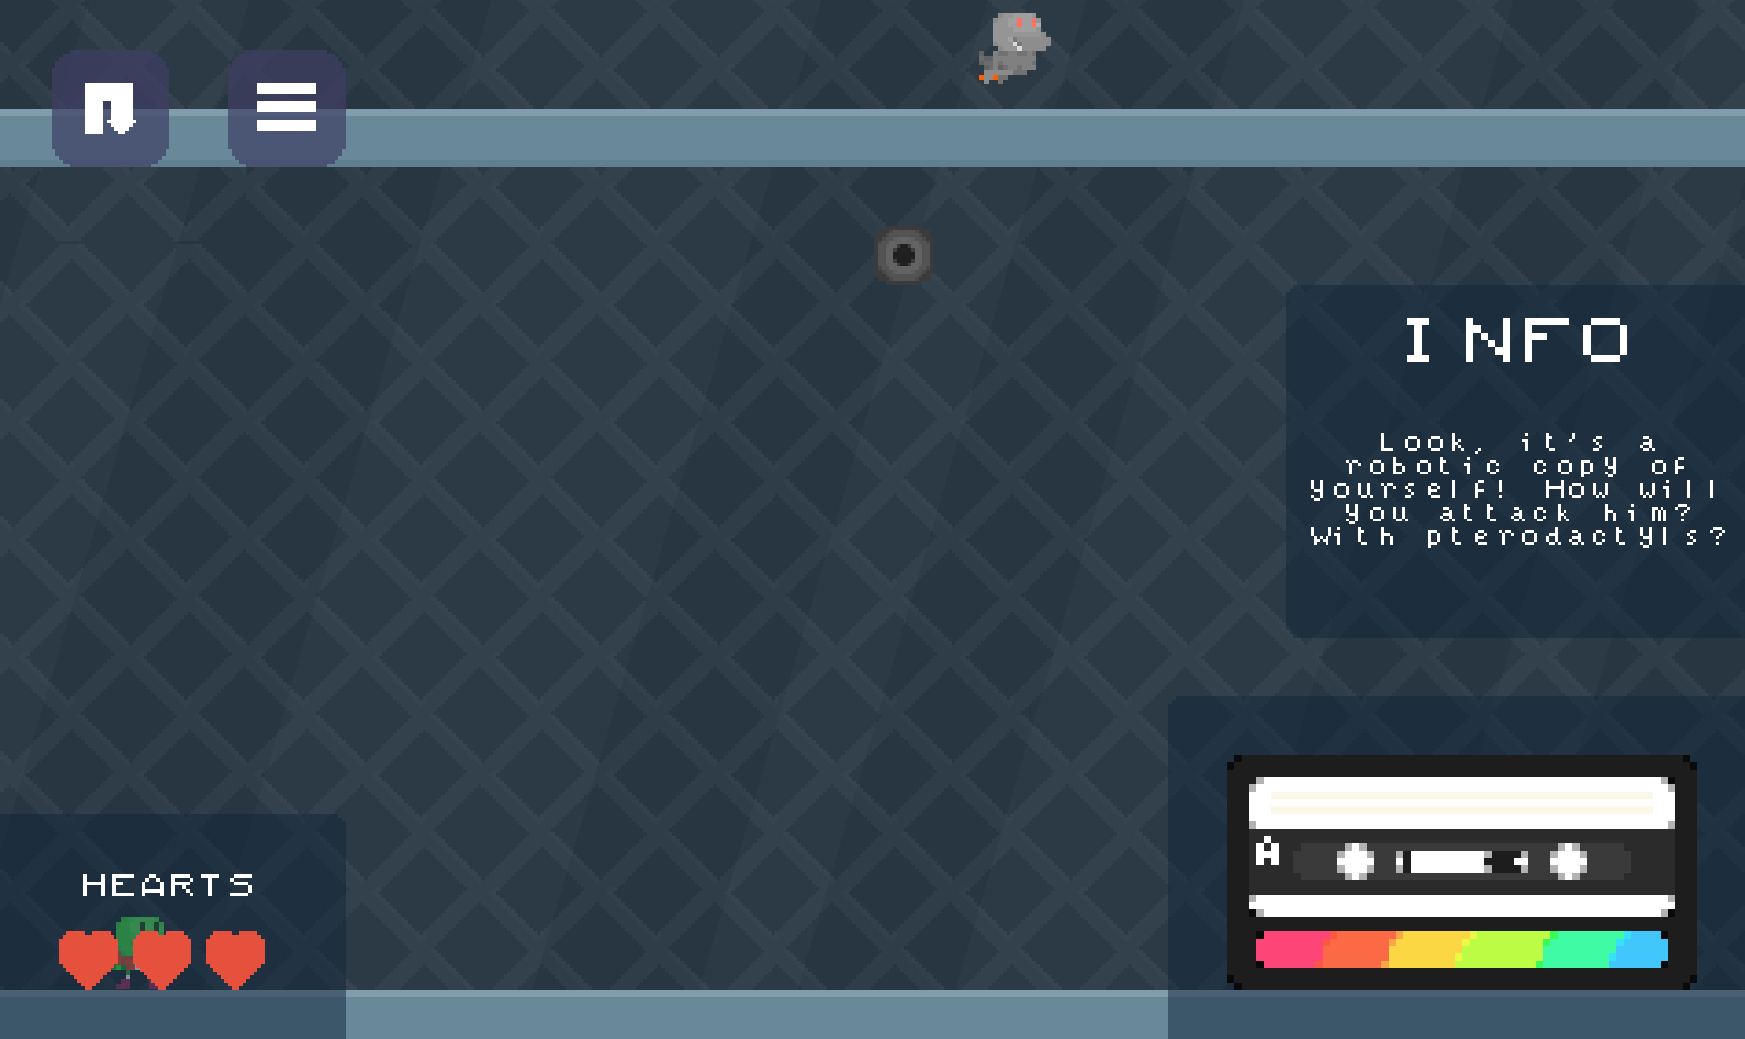 INFO
Look, it's a
robotic copy of
yourself! How will
you attack him?
With pterodactyls?
A
HEARTS